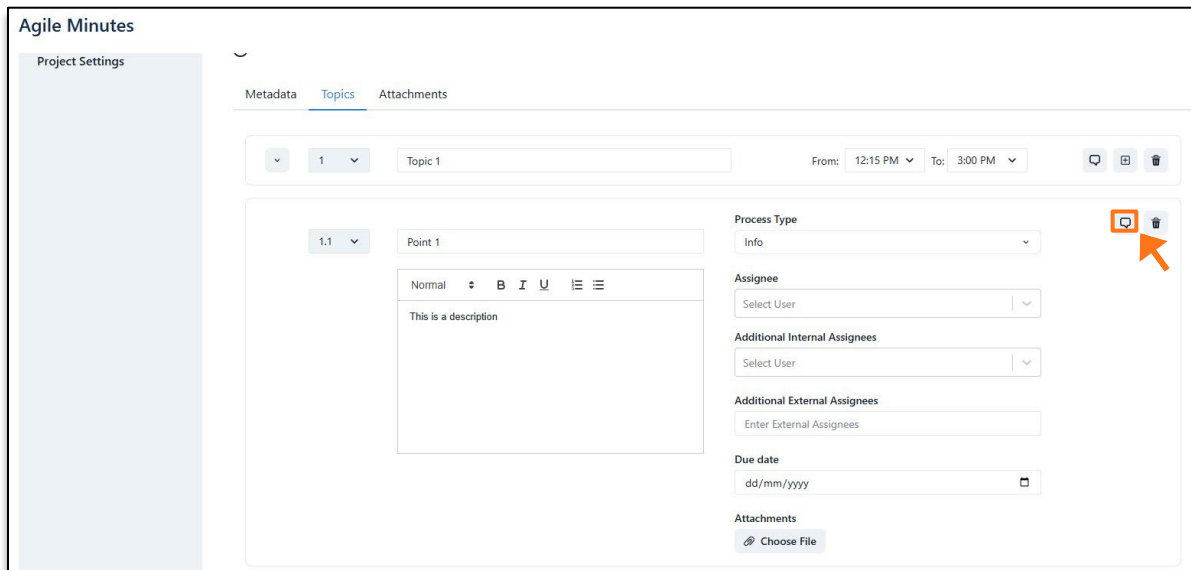 Agile Minutes
Project Settings
Metadata Topics Attachments
1 Topic 1 From: 12:15 PM To: 3:00 PM
Process Type
1.1 Point 1 Info
Normal B I U
Assignee
Select User
This is a description
Additional Internal Assignees
Select User
Additional External Assignees
Enter External Assignees
Due date
dd/mm/yyyy
Attachments
Choose File